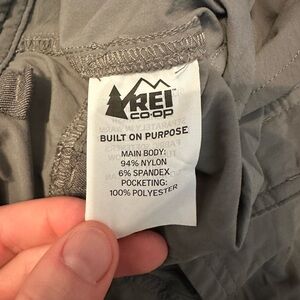 REI
CO·OP
BUILT ON PURPOSE
MAIN BODY:
94% NYLON
6% SPANDEX
POCKETING:
100% POLYESTER